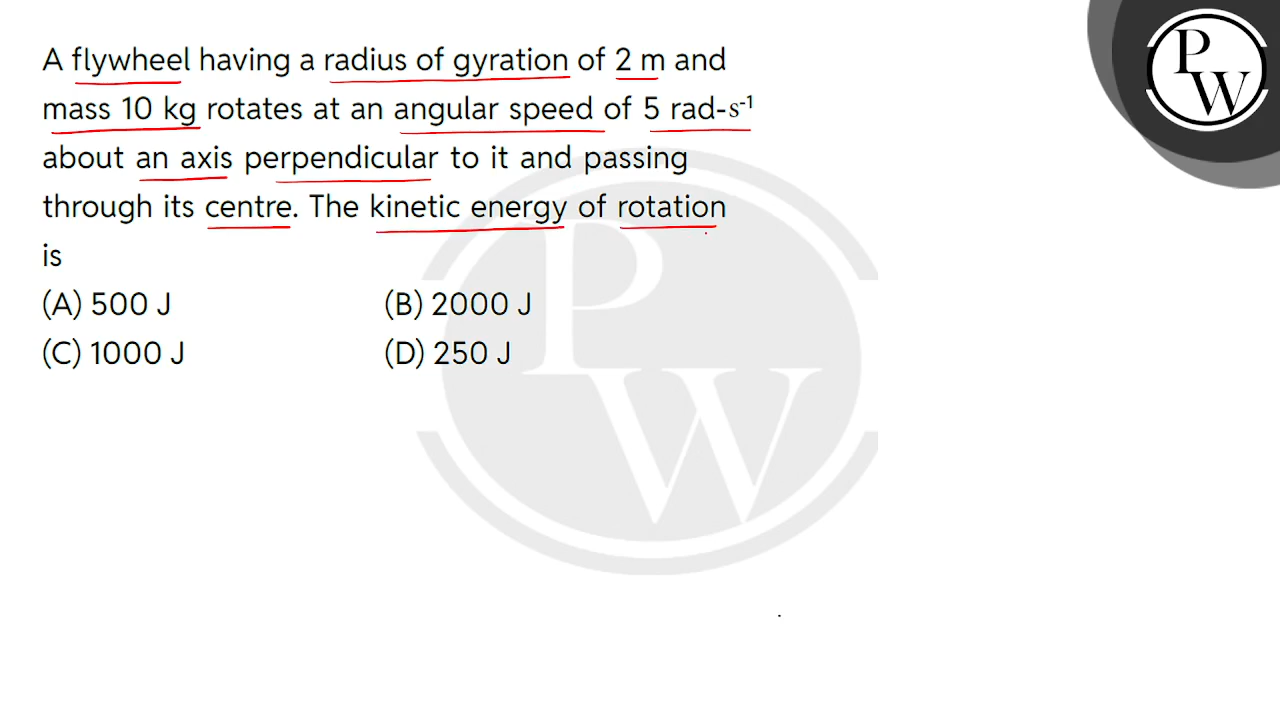 A flywheel having a radius of gyration of 2 m and
mass 10 kg rotates at an angular speed of 5 rad-s⁻¹
about an axis perpendicular to it and passing
through its centre. The kinetic energy of rotation
is
(A) 500 J (B) 2000 J
(C) 1000 J (D) 250 J
PW
PW